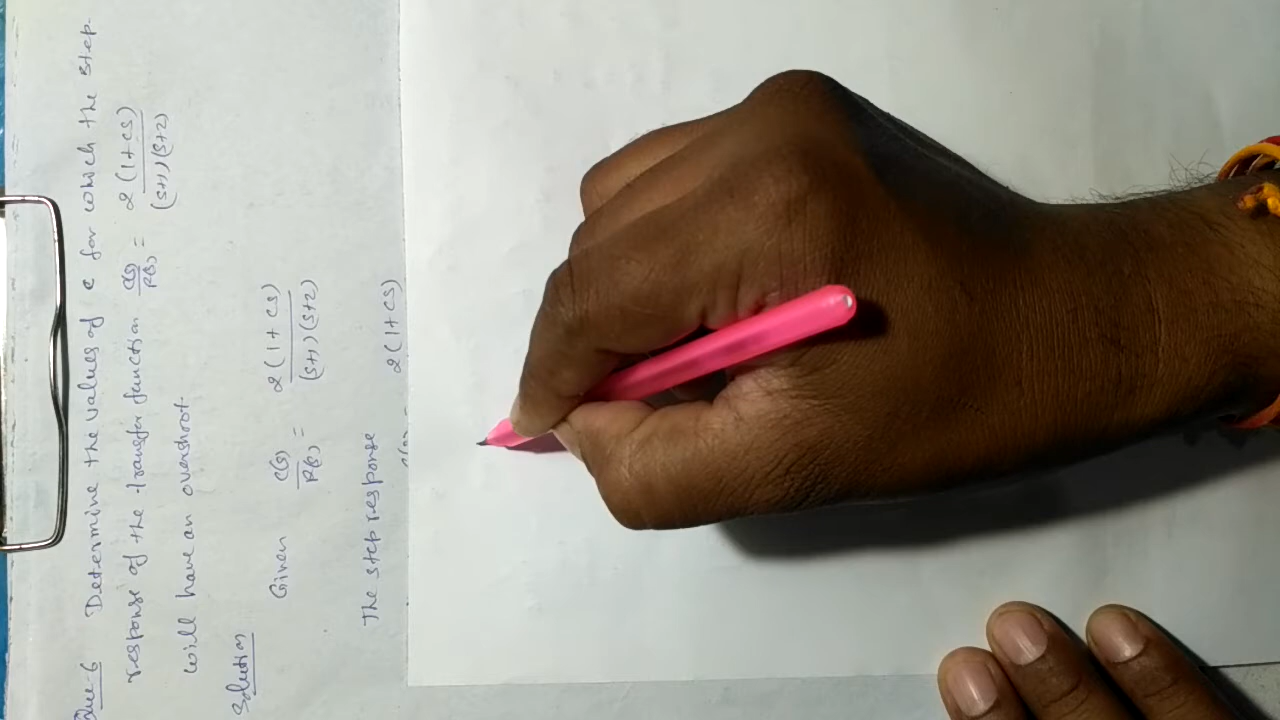 Que-6 Determine the values of c for which the step
response of the transfer function C(s)/R(s) = 2(1+cs)/(s+1)(s+2)
will have an overshoot.
Solution
Given C(s)/R(s) = 2(1+cs)/(s+1)(s+2)
The step response
2(1+cs)